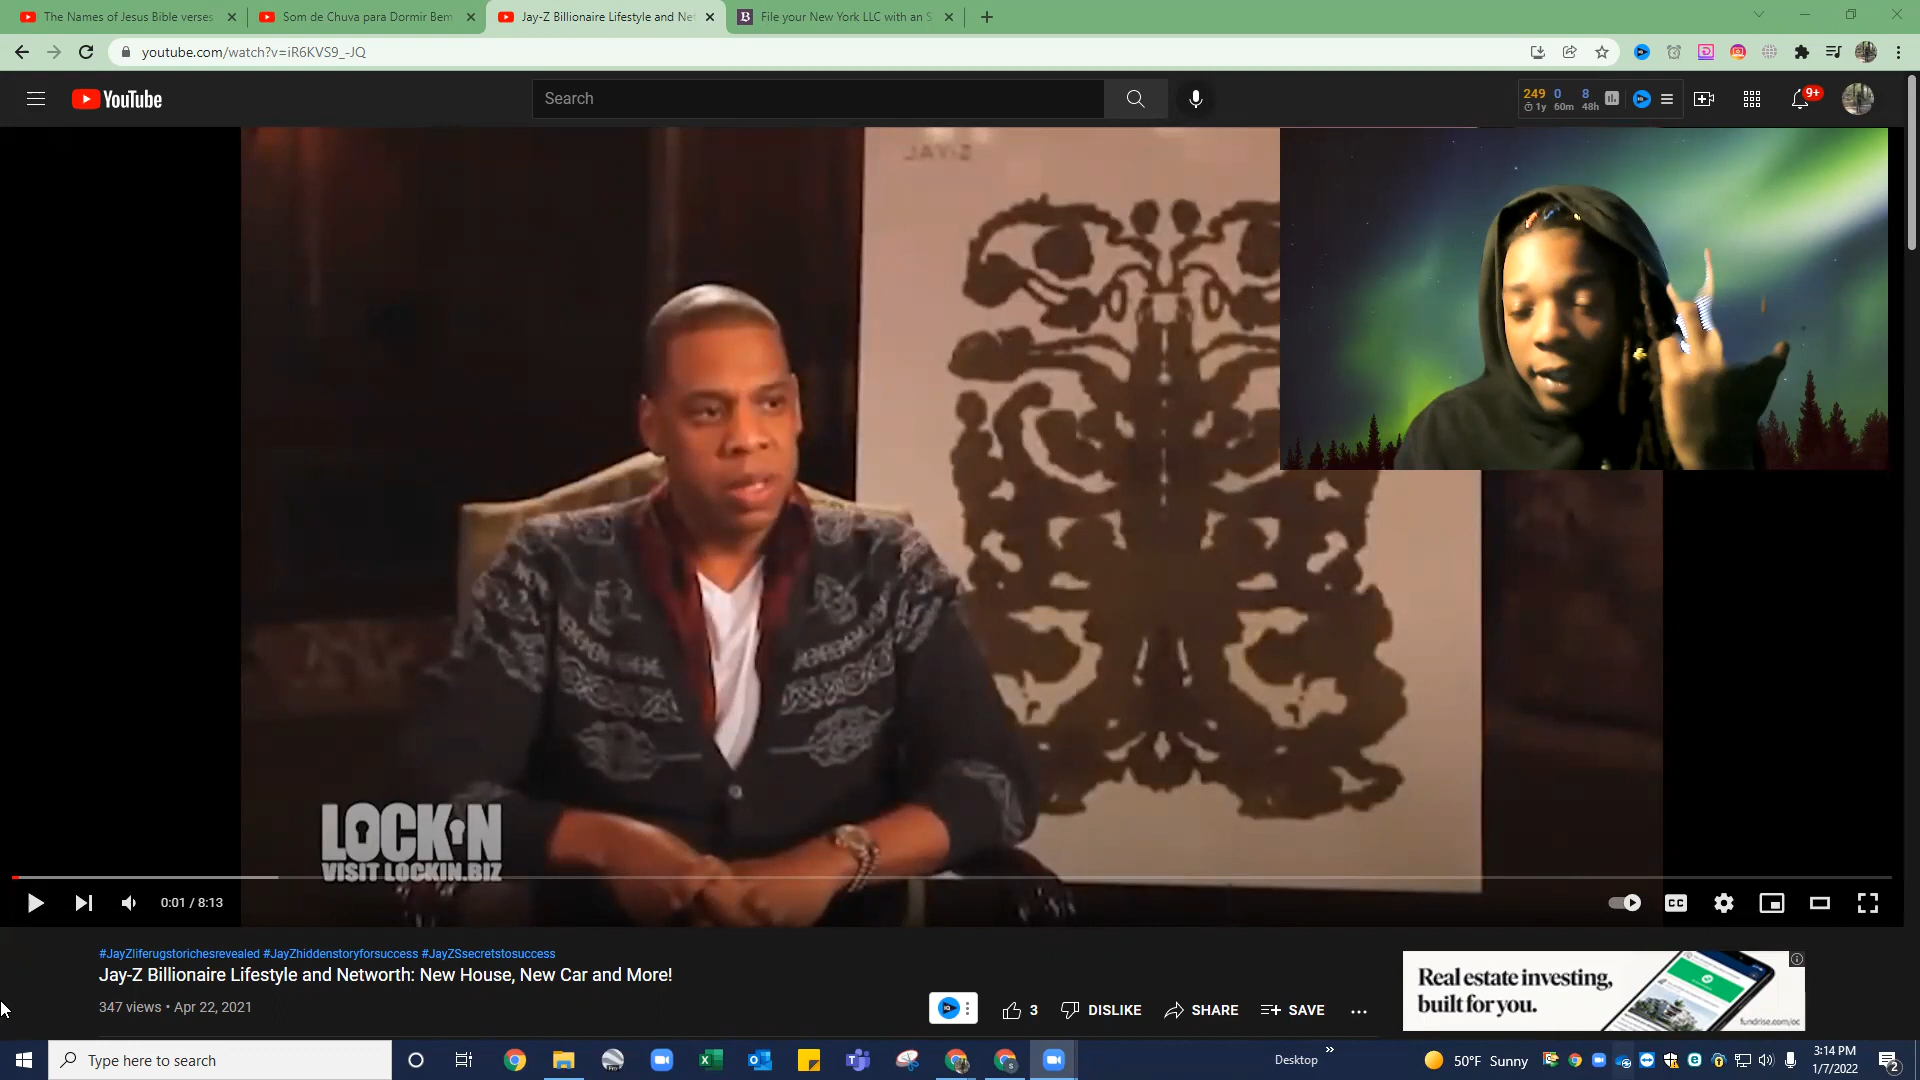 The Names of Jesus Bible verses
Som de Chuva para Dormir Bem
Jay-Z Billionaire Lifestyle and Net
File your New York LLC with an S
youtube.com/watch?v=iR6KVS9_-JQ
YouTube
Search
249 0 8
1y 60m 48h
9+
JAY-Z
LOCK N
VISIT LOCKIN.BIZ
0:01 / 8:13
CC
#JayZliferugstorichesrevealed #JayZhiddenstoryforsuccess #JayZSsecretstosuccess
Jay-Z Billionaire Lifestyle and Networth: New House, New Car and More!
347 views • Apr 22, 2021
3
DISLIKE
SHARE
SAVE
Real estate investing,
built for you.
fundrise.com/oc
Type here to search
Desktop
50°F Sunny
3:14 PM
1/7/2022
2